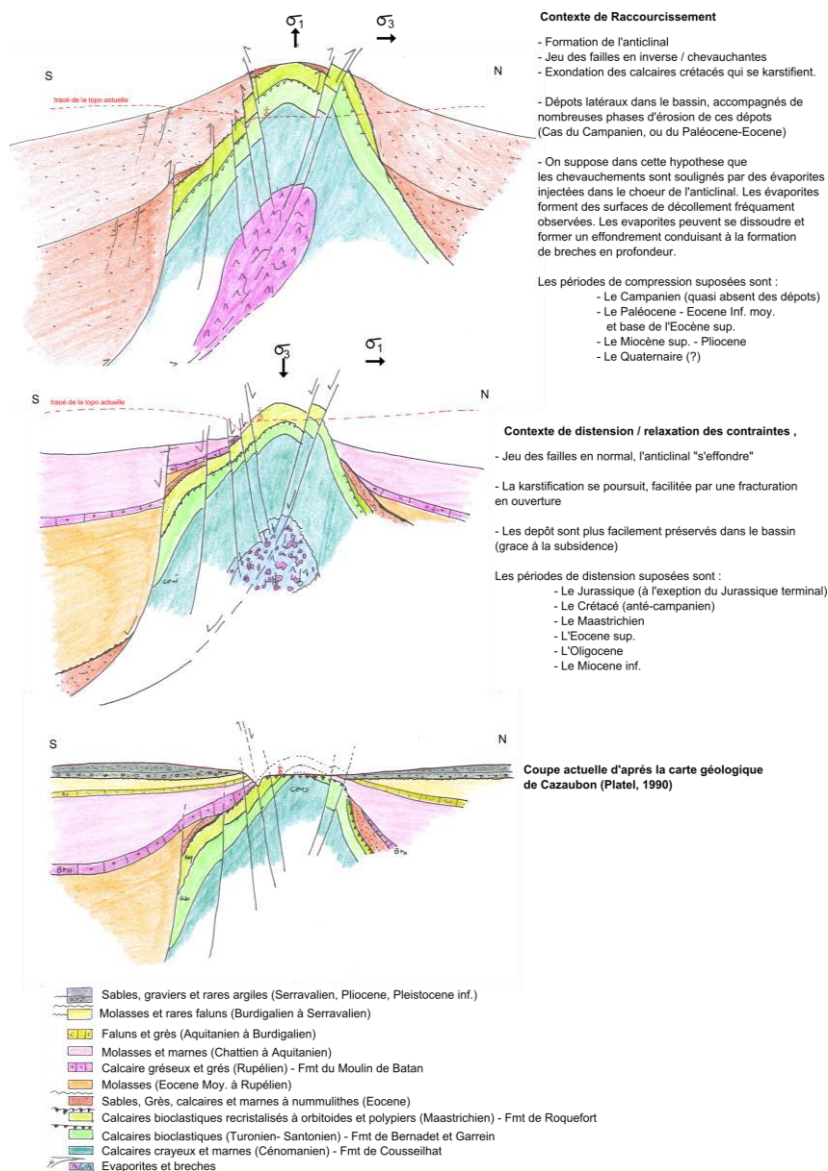 σ1
σ3
S
N
tracé de la topo actuelle
Contexte de Raccourcissement
- Formation de l'anticlinal
- Jeu des failles en inverse / chevauchantes
- Exondation des calcaires crétacés qui se karstifient.
- Dépots latéraux dans le bassin, accompagnés de
nombreuses phases d'érosion de ces dépots
(Cas du Campanien, ou du Paléocene-Eocene)
- On suppose dans cette hypothese que
les chevauchements sont soulignés par des évaporites
injectées dans le choeur de l'anticlinal. Les évaporites
forment des surfaces de décollement fréquament
observées. Les evaporites peuvent se dissoudre et
former un effondrement conduisant à la formation
de breches en profondeur.
Les périodes de compression suposées sont :
- Le Campanien (quasi absent des dépots)
- Le Paléocene - Eocene Inf. moy.
et base de l'Eocène sup.
- Le Miocène sup. - Pliocene
- Le Quaternaire (?)
σ3
σ1
S
N
tracé de la topo actuelle
Contexte de distension / relaxation des contraintes ,
- Jeu des failles en normal, l'anticlinal "s'effondre"
- La karstification se poursuit, facilitée par une fracturation
en ouverture
- Les depôt sont plus facilement préservés dans le bassin
(grace à la subsidence)
Les périodes de distension suposées sont :
- Le Jurassique (à l'exeption du Jurassique terminal)
- Le Crétacé (anté-campanien)
- Le Maastrichien
- L'Eocene sup.
- L'Oligocene
- Le Miocene inf.
S
N
Coupe actuelle d'aprés la carte géologique
de Cazaubon (Platel, 1990)
Sables, graviers et rares argiles (Serravalien, Pliocene, Pleistocene inf.)
Molasses et rares faluns (Burdigalien à Serravalien)
Faluns et grès (Aquitanien à Burdigalien)
Molasses et marnes (Chattien à Aquitanien)
Calcaire gréseux et grés (Rupélien) - Fmt du Moulin de Batan
Molasses (Eocene Moy. à Rupélien)
Sables, Grès, calcaires et marnes à nummulithes (Eocene)
Calcaires bioclastiques recristalisés à orbitoides et polypiers (Maastrichien) - Fmt de Roquefort
Calcaires bioclastiques (Turonien- Santonien) - Fmt de Bernadet et Garrein
Calcaires crayeux et marnes (Cénomanien) - Fmt de Cousseilhat
Evaporites et breches